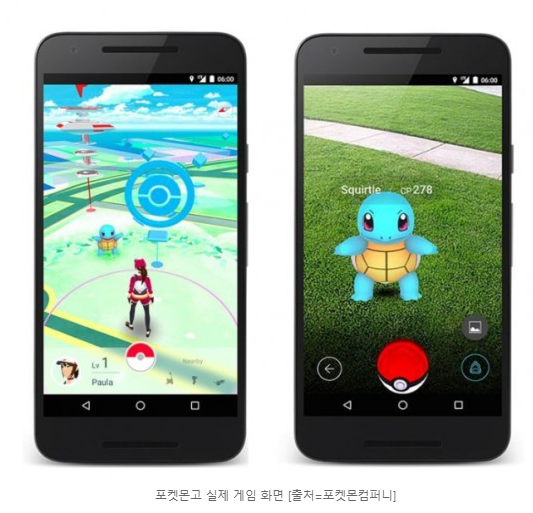 06:00
Lv 1
Paula
Nearby
06:00
Squirtle CP278
포켓몬고 실제 게임 화면 [출처=포켓몬컴퍼니]